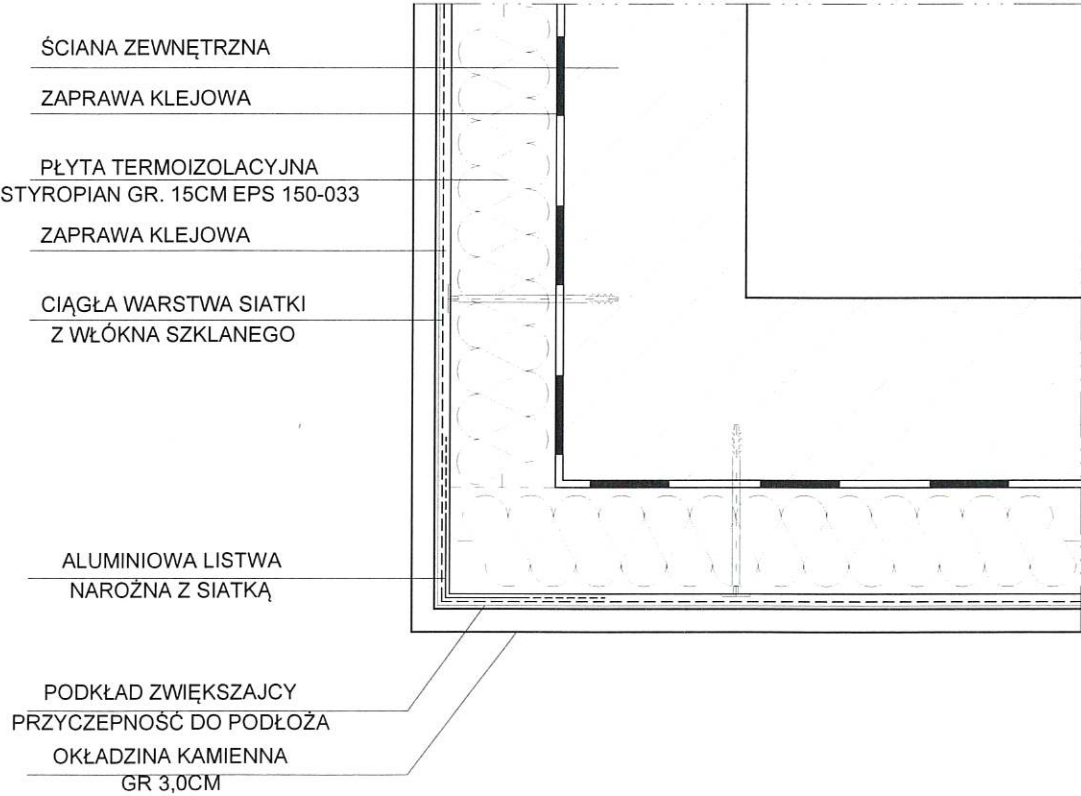 ŚCIANA ZEWNĘTRZNA
ZAPRAWA KLEJOWA
PŁYTA TERMOIZOLACYJNA
STYROPIAN GR. 15CM EPS 150-033
ZAPRAWA KLEJOWA
CIĄGŁA WARSTWA SIATKI
Z WŁÓKNA SZKLANEGO
ALUMINIOWA LISTWA
NAROŻNA Z SIATKĄ
PODKŁAD ZWIĘKSZAJCY
PRZYCZEPNOŚĆ DO PODŁOŻA
OKŁADZINA KAMIENNA
GR 3,0CM